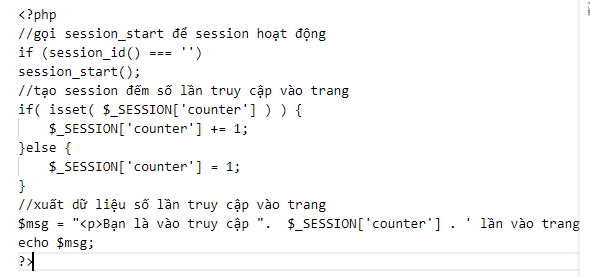 <?php
//gọi session_start để session hoạt động
if (session_id() === '')
session_start();
//tạo session đếm số lần truy cập vào trang
if( isset( $_SESSION['counter'] ) ) {
    $_SESSION['counter'] += 1;
}else {
    $_SESSION['counter'] = 1;
}
//xuất dữ liệu số lần truy cập vào trang
$msg = "<p>Bạn là vào truy cập ".  $_SESSION['counter'] . ' lần vào trang
echo $msg;
?>